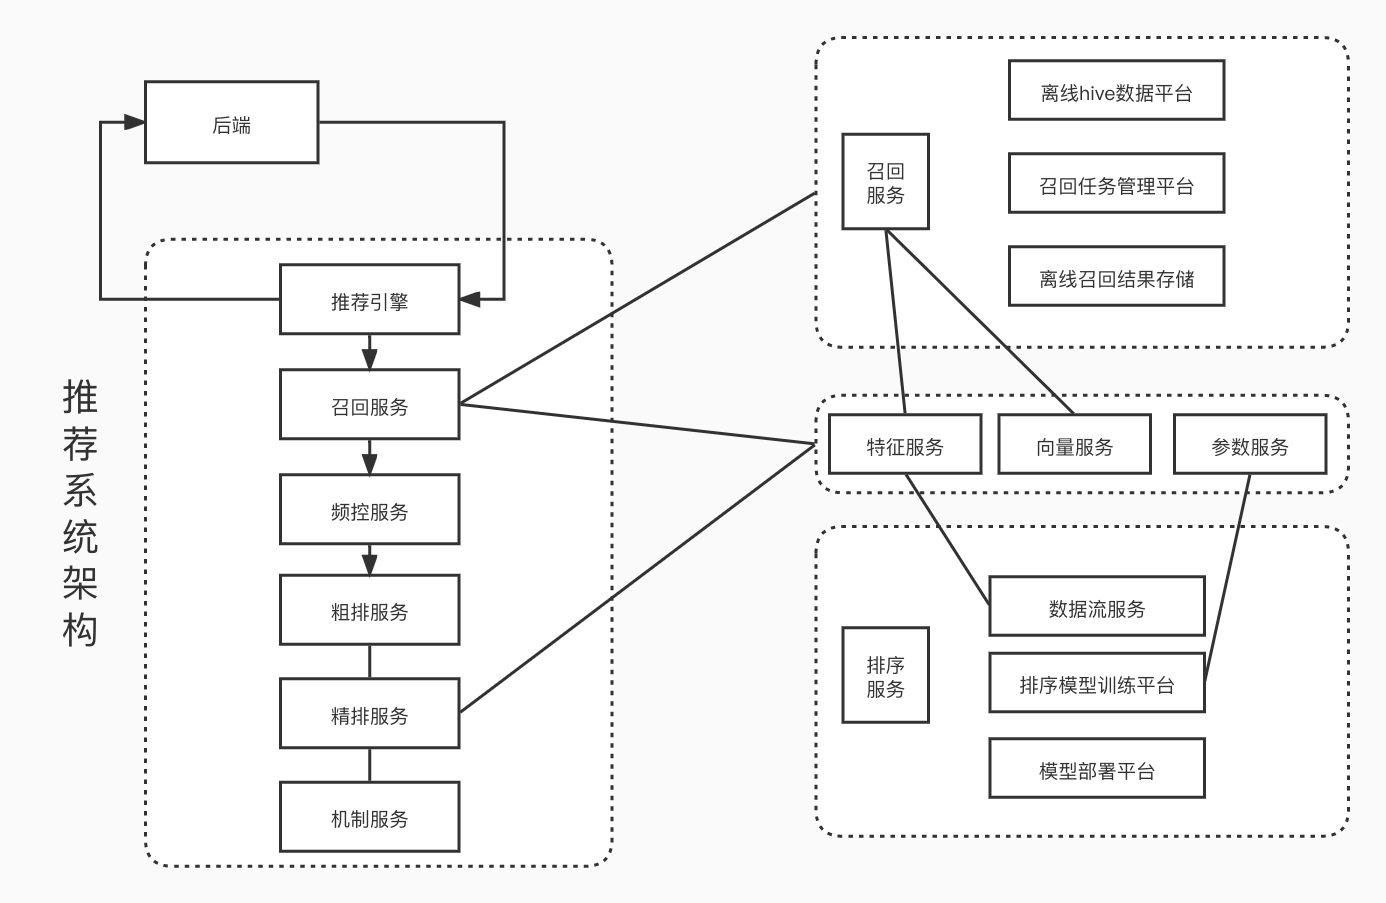 推荐系统架构
后端
推荐引擎
召回服务
频控服务
粗排服务
精排服务
机制服务
召回
服务
离线hive数据平台
召回任务管理平台
离线召回结果存储
特征服务
向量服务
参数服务
排序
服务
数据流服务
排序模型训练平台
模型部署平台